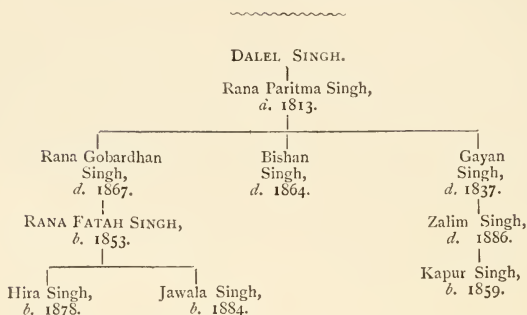 DALEL SINGH.
Rana Paritma Singh,
d. 1813.
Rana Gobardhan Singh, d. 1867.
Bishan Singh, d. 1864.
Gayan Singh, d. 1837.
RANA FATAH SINGH, b. 1853.
Zalim Singh, d. 1886.
Kapur Singh, b. 1859.
Hira Singh, b. 1878.
Jawala Singh, b. 1884.